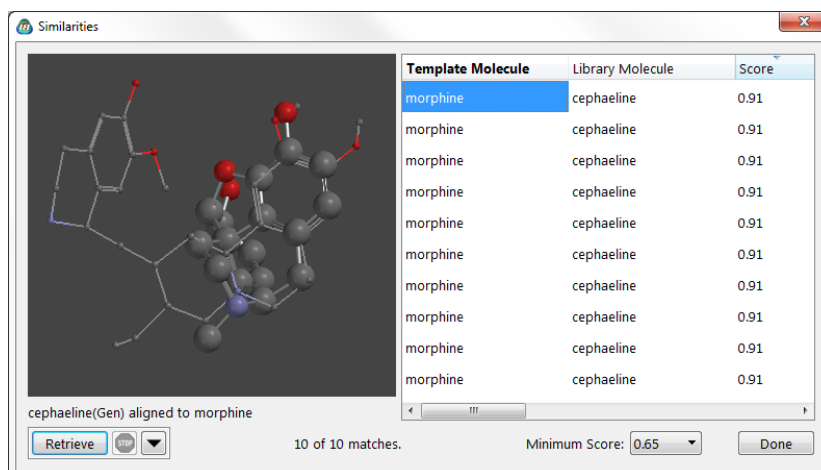 Similarities
Template Molecule Library Molecule Score
morphine cephaeline 0.91
morphine cephaeline 0.91
morphine cephaeline 0.91
morphine cephaeline 0.91
morphine cephaeline 0.91
morphine cephaeline 0.91
morphine cephaeline 0.91
morphine cephaeline 0.91
morphine cephaeline 0.91
morphine cephaeline 0.91
cephaeline(Gen) aligned to morphine
Retrieve STOP 10 of 10 matches. Minimum Score: 0.65 Done